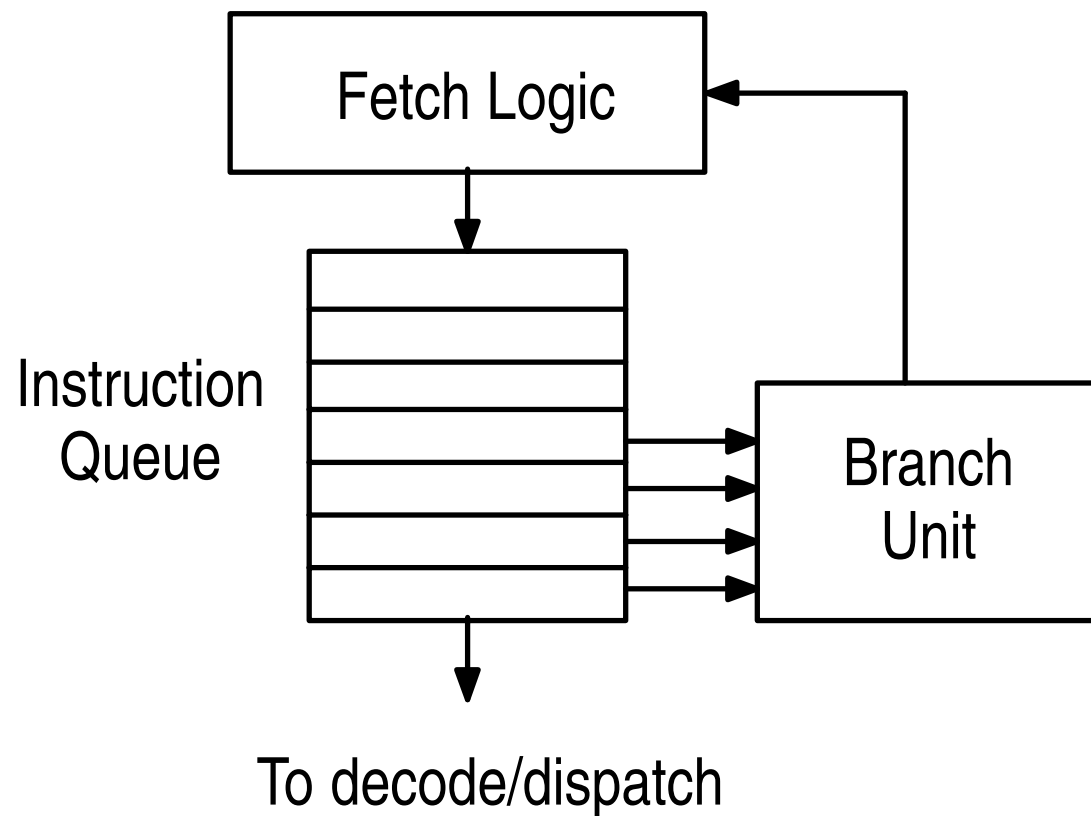 Fetch Logic
Instruction
Queue
Branch
Unit
To decode/dispatch